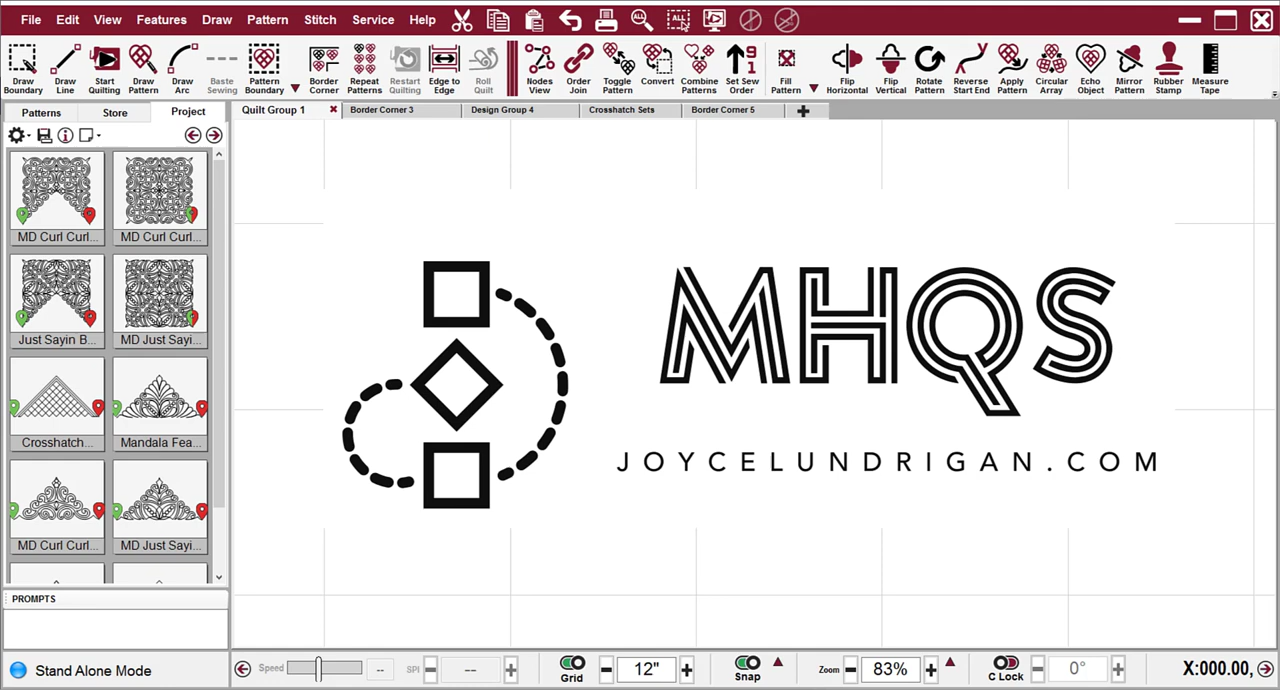 File Edit View Features Draw Pattern Stitch Service Help ALL ALL
Draw Boundary Draw Line Start Quilting Draw Pattern Draw Arc Baste Sewing Pattern Boundary Border Corner Repeat Patterns Restart Quilting Edge to Edge Roll Quilt Nodes View Order Join Toggle Pattern Convert Combine Patterns Set Sew Order Fill Pattern Flip Horizontal Flip Vertical Rotate Pattern Reverse Start End Apply Pattern Circular Array Echo Object Mirror Pattern Rubber Stamp Measure Tape
Patterns Store Project
Quilt Group 1 Border Corner 3 Design Group 4 Crosshatch Sets Border Corner 5
MD Curl Curl... MD Curl Curl...
Just Sayin B... MD Just Sayi...
Crosshatch... Mandala Fea...
MD Curl Curl... MD Just Sayi...
MHQS
JOYCELUNDRIGAN.COM
PROMPTS
Stand Alone Mode
Speed -- SPI -- Grid 12" Snap Zoom 83% C Lock 0° X:000.00,